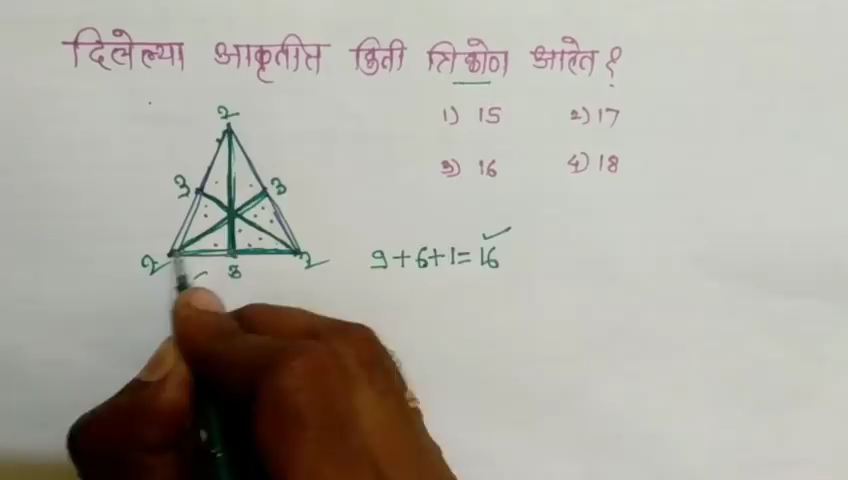 दिलेल्या आकृतीत किती त्रिकोण आहेत ?
1) 15 2) 17
3) 16 4) 18
2
3 3
2 3 2
9+6+1=16